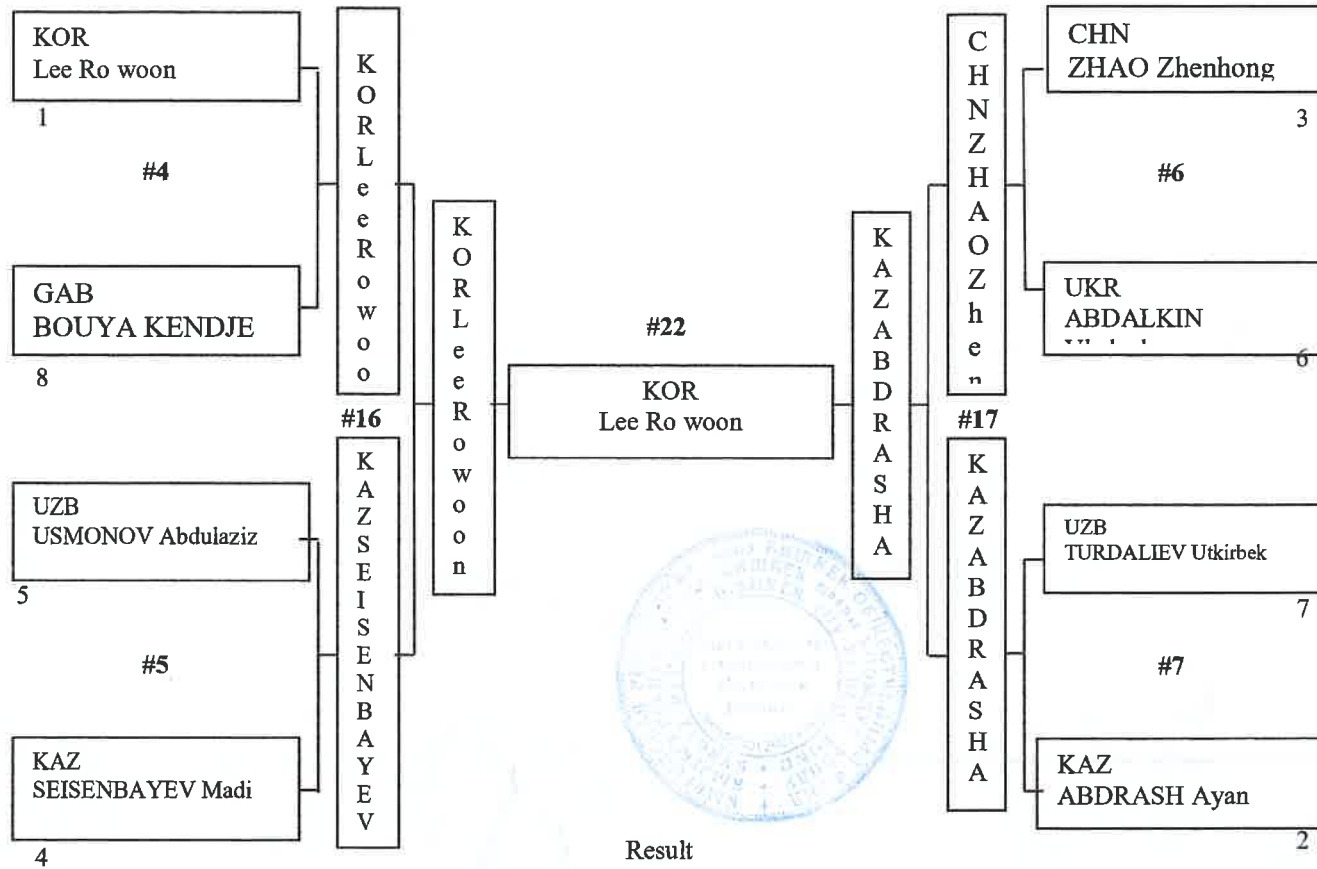 KOR
Lee Ro woon
1
#4
GAB
BOUYA KENDJE
8
UZB
USMONOV Abdulaziz
5
#5
KAZ
SEISENBAYEV Madi
4
KORLeeRowoo
#16
KAZSEISENBAYEV
KORLeeRowoon
#22
KOR
Lee Ro woon
KAZABDRASHA
CHNZHAOZhen
#17
KAZABDRASHA
CHN
ZHAO Zhenhong
3
#6
UKR
ABDALKIN
6
UZB
TURDALIEV Utkirbek
7
#7
KAZ
ABDRASH Ayan
2
Result